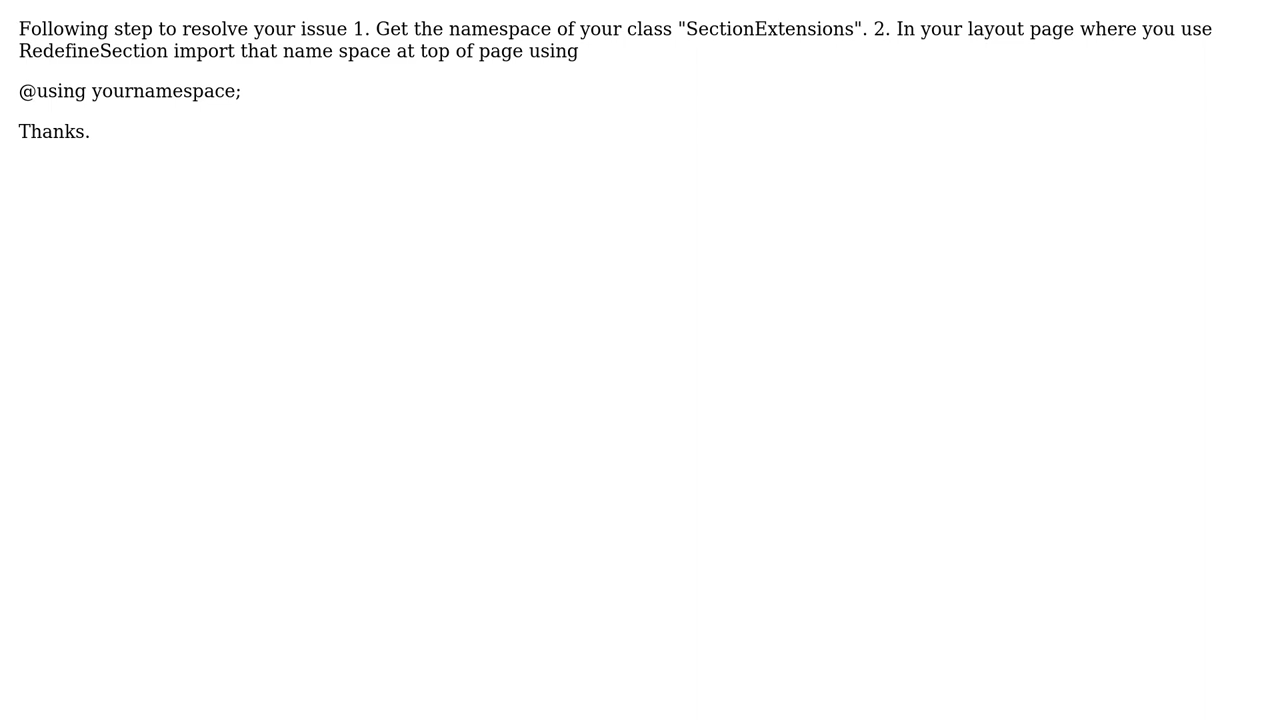 Following step to resolve your issue 1. Get the namespace of your class "SectionExtensions". 2. In your layout page where you use
RedefineSection import that name space at top of page using
@using yournamespace;
Thanks.